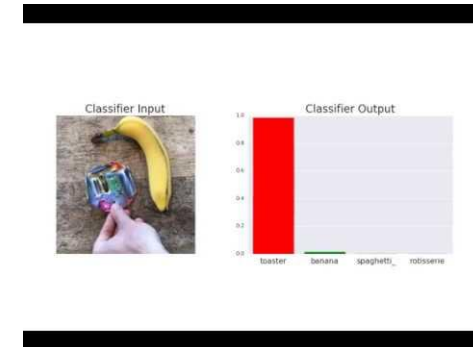 Classifier Input
Classifier Output
1.0
0.8
0.6
0.4
0.2
0.0
toaster banana spaghetti_ rotisserie